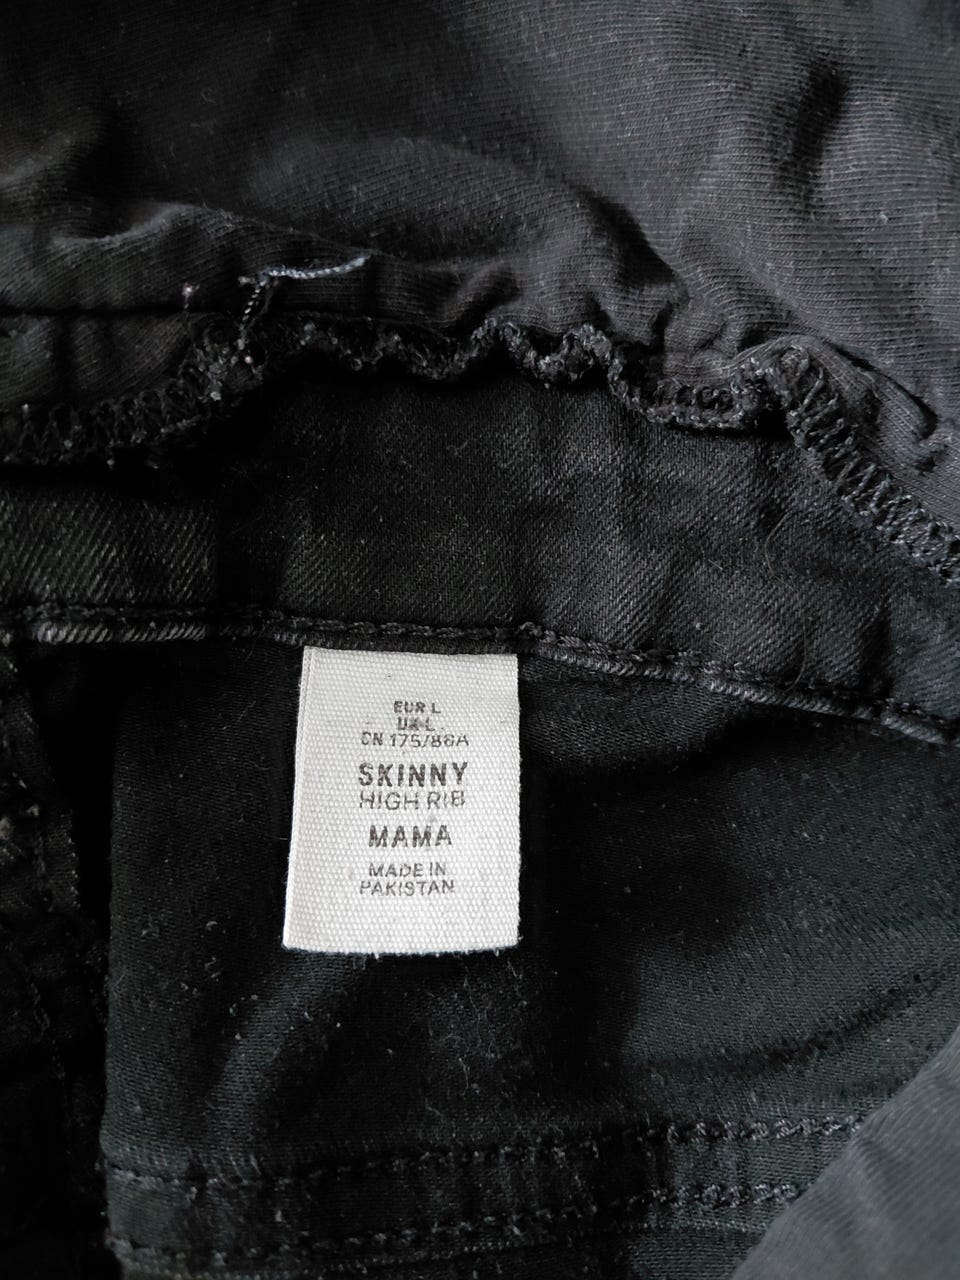 EUR L
UK L
CN 175/86A
SKINNY
HIGH RIB
MAMA
MADE IN
PAKISTAN